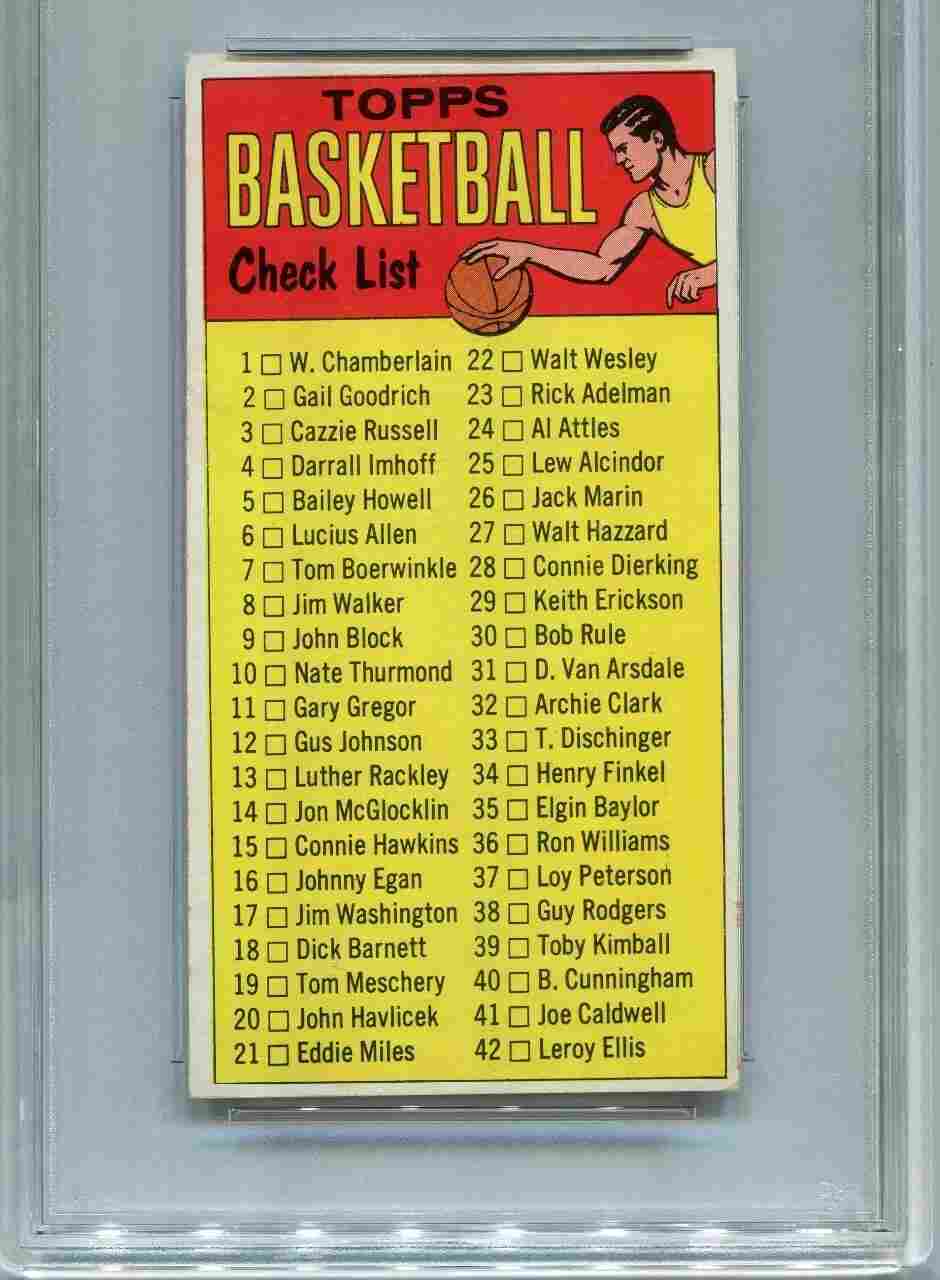 TOPPS
BASKETBALL
Check List
1 □ W. Chamberlain
2 □ Gail Goodrich
3 □ Cazzie Russell
4 □ Darrall Imhoff
5 □ Bailey Howell
6 □ Lucius Allen
7 □ Tom Boerwinkle
8 □ Jim Walker
9 □ John Block
10 □ Nate Thurmond
11 □ Gary Gregor
12 □ Gus Johnson
13 □ Luther Rackley
14 □ Jon McGlocklin
15 □ Connie Hawkins
16 □ Johnny Egan
17 □ Jim Washington
18 □ Dick Barnett
19 □ Tom Meschery
20 □ John Havlicek
21 □ Eddie Miles
22 □ Walt Wesley
23 □ Rick Adelman
24 □ Al Attles
25 □ Lew Alcindor
26 □ Jack Marin
27 □ Walt Hazzard
28 □ Connie Dierking
29 □ Keith Erickson
30 □ Bob Rule
31 □ D. Van Arsdale
32 □ Archie Clark
33 □ T. Dischinger
34 □ Henry Finkel
35 □ Elgin Baylor
36 □ Ron Williams
37 □ Loy Peterson
38 □ Guy Rodgers
39 □ Toby Kimball
40 □ B. Cunningham
41 □ Joe Caldwell
42 □ Leroy Ellis